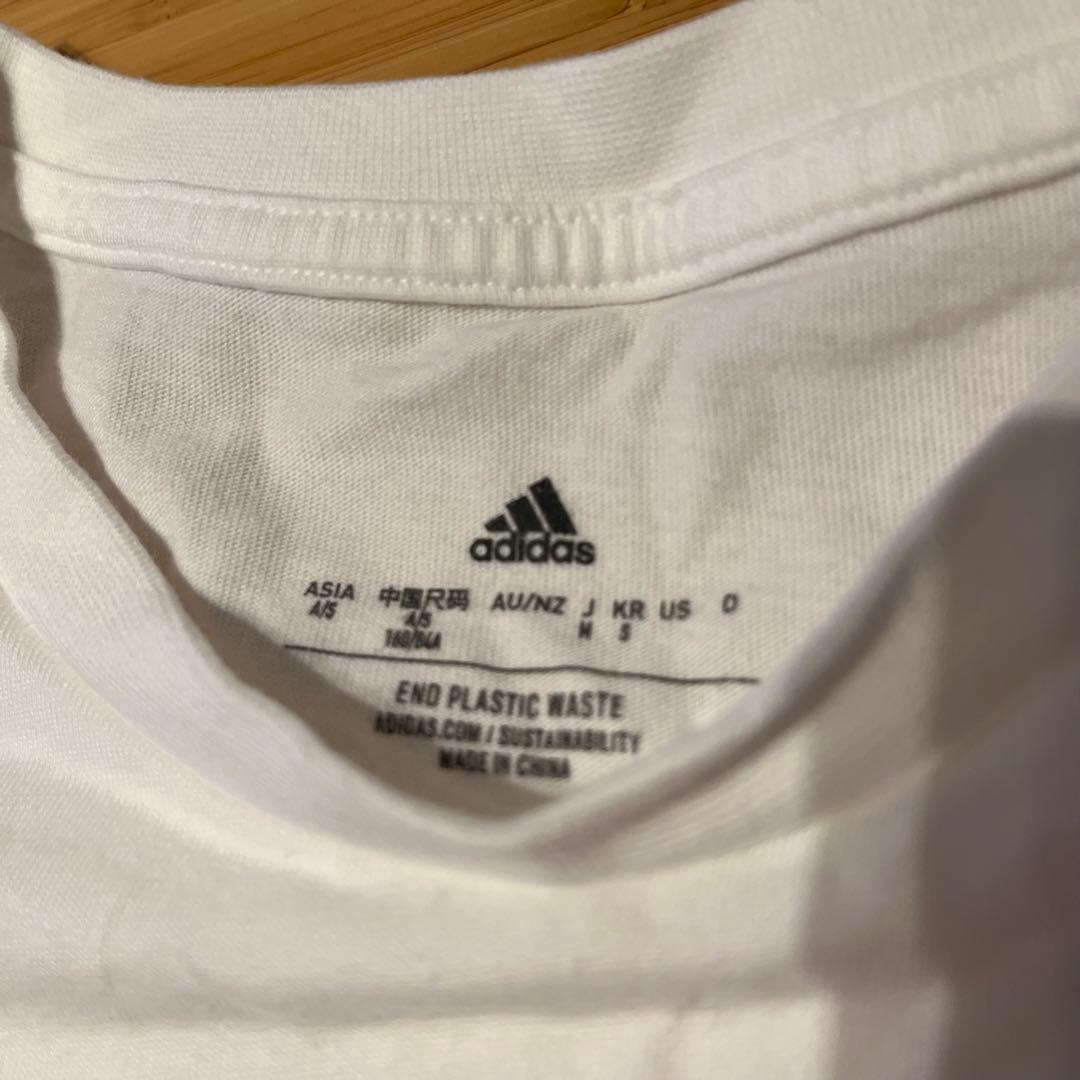 adidas
ASIA 中国尺码 AU/NZ J KR US D
A/S A/S M S
160/84A
END PLASTIC WASTE
ADIDAS.COM / SUSTAINABILITY
MADE IN CHINA